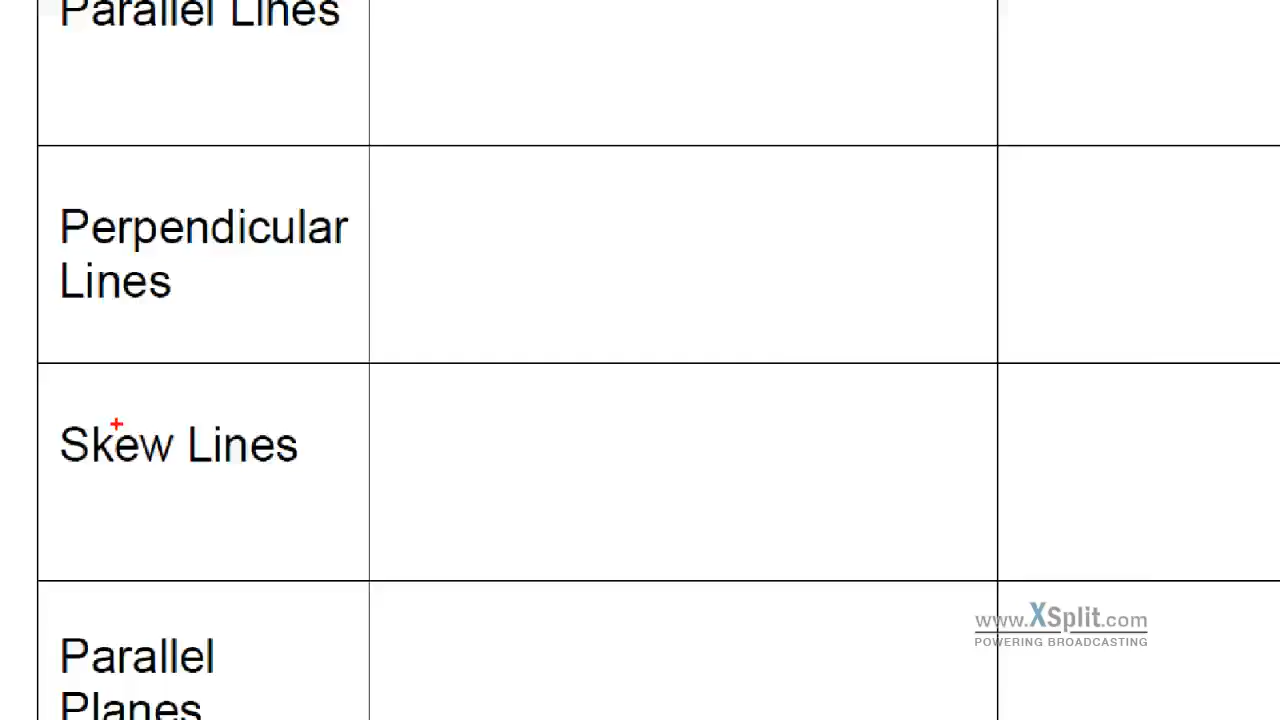 Parallel Lines
Perpendicular
Lines
Skew Lines
www.XSplit.com
POWERING BROADCASTING
Parallel
Planes